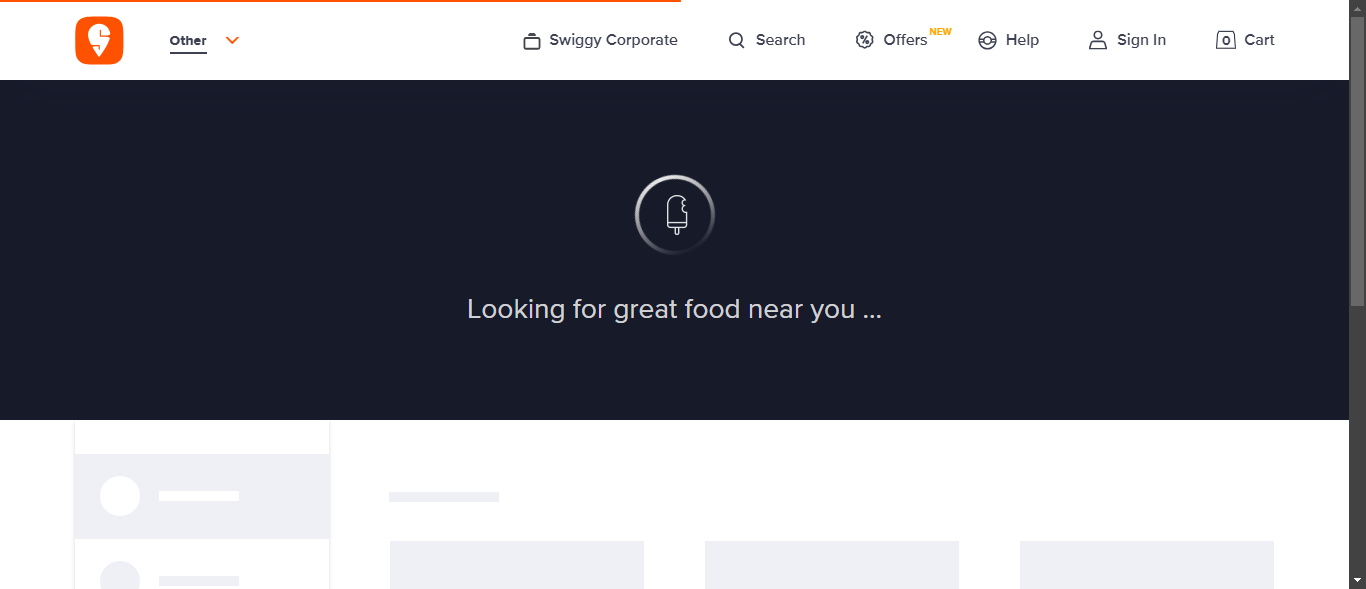 Other
Swiggy Corporate
Search
Offers NEW
Help
Sign In
0 Cart
Looking for great food near you ...